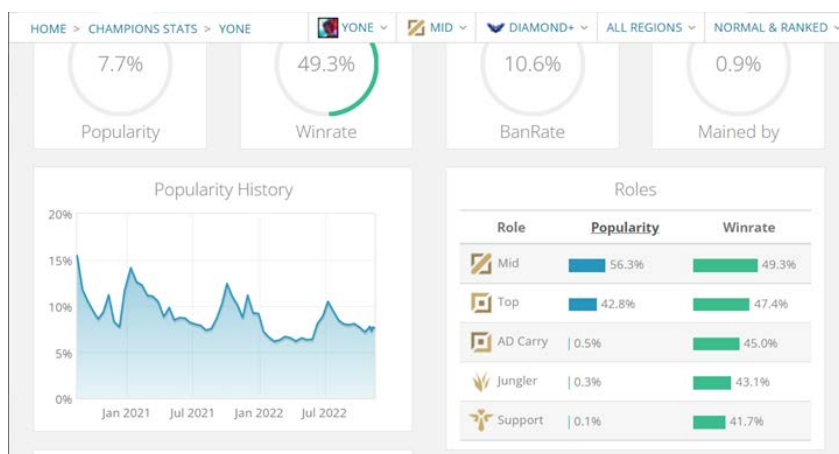 HOME > CHAMPIONS STATS > YONE
YONE
MID
DIAMOND+
ALL REGIONS
NORMAL & RANKED
7.7%
Popularity
49.3%
Winrate
10.6%
BanRate
0.9%
Mained by
Popularity History
20%
15%
10%
5%
0%
Jan 2021 Jul 2021 Jan 2022 Jul 2022
Roles
Role Popularity Winrate
Mid 56.3% 49.3%
Top 42.8% 47.4%
AD Carry 0.5% 45.0%
Jungler 0.3% 43.1%
Support 0.1% 41.7%